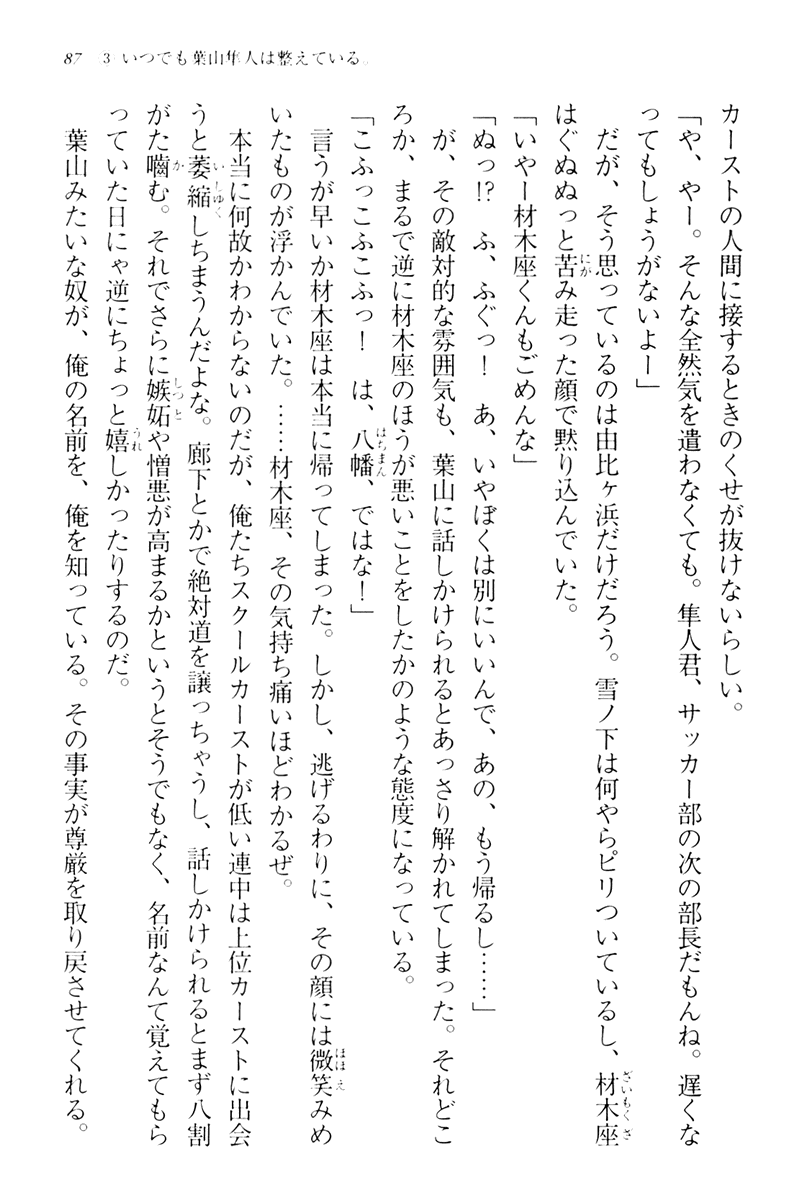 87　3 いつでも葉山隼人は整えている。
カーストの人間に接するときのくせが抜けないらしい。
「や、やー。そんな全然気を遣わなくても。隼人君、サッカー部の次の部長だもんね。遅くな
ってもしょうがないよー」
　だが、そう思っているのは由比ヶ浜だけだろう。雪ノ下は何やらピリついているし、材木座
はぐぬぬっと苦み走った顔で黙り込んでいた。
「いやー材木座くんもごめんな」
「ぬっ!?　ふ、ふぐっ！　あ、いやぼくは別にいいんで、あの、もう帰るし……」
　が、その敵対的な雰囲気も、葉山に話しかけられるとあっさり解かれてしまった。それどこ
ろか、まるで逆に材木座のほうが悪いことをしたかのような態度になっている。
「こふっこふこふっ！　は、八幡、ではな！」
　言うが早いか材木座は本当に帰ってしまった。しかし、逃げるわりに、その顔には微笑みめ
いたものが浮かんでいた。……材木座、その気持ち痛いほどわかるぜ。
　本当に何故かわからないのだが、俺たちスクールカーストが低い連中は上位カーストに出会
うと萎縮しちまうんだよな。廊下とかで絶対道を譲っちゃうし、話しかけられるとまず八割
がた噛む。それでさらに嫉妬や憎悪が高まるかというとそうでもなく、名前なんて覚えてもら
っていた日にゃ逆にちょっと嬉しかったりするのだ。
　葉山みたいな奴が、俺の名前を、俺を知っている。その事実が尊厳を取り戻させてくれる。